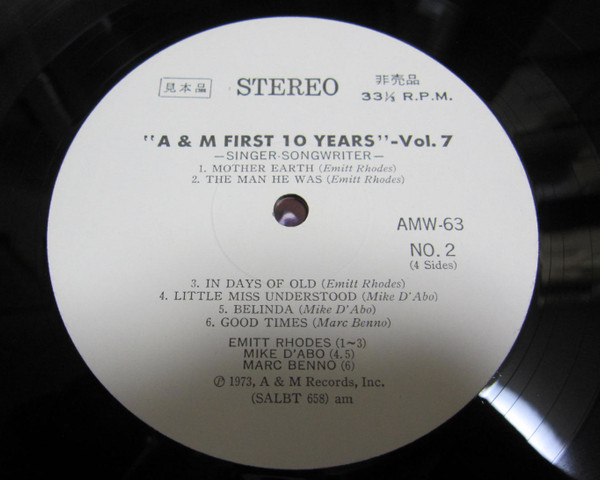 見本品 STEREO 非売品
33⅓ R.P.M.
"A & M FIRST 10 YEARS"-Vol. 7
—SINGER-SONGWRITER—
1. MOTHER EARTH (Emitt Rhodes)
2. THE MAN HE WAS (Emitt Rhodes)
AMW-63
NO. 2
(4 Sides)
3. IN DAYS OF OLD (Emitt Rhodes)
4. LITTLE MISS UNDERSTOOD (Mike D'Abo)
5. BELINDA (Mike D'Abo)
6. GOOD TIMES (Marc Benno)
EMITT RHODES (1~3)
MIKE D'ABO (4,5)
MARC BENNO (6)
℗ 1973, A & M Records, Inc.
(SALBT 658) am